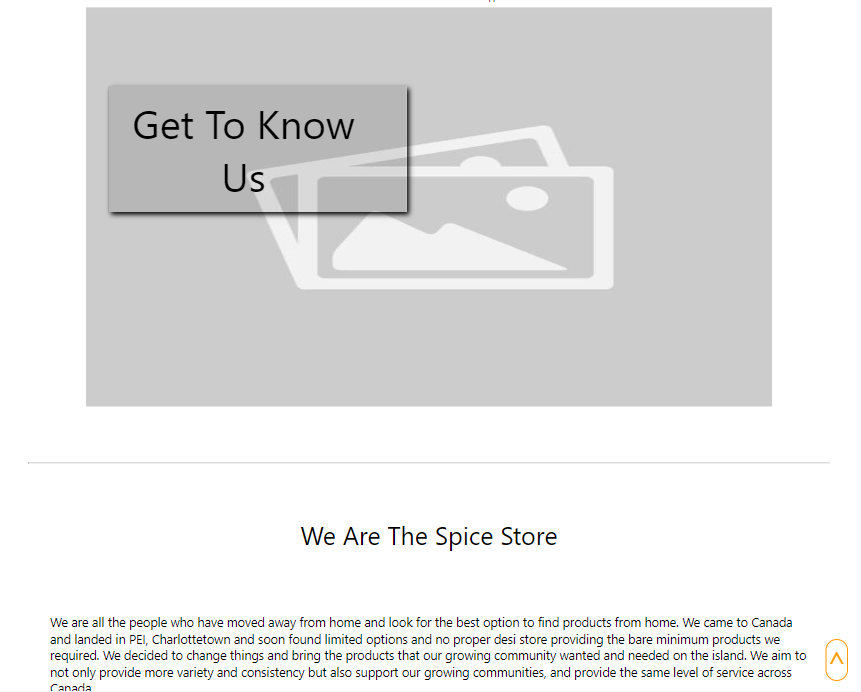 Get To Know
Us
We Are The Spice Store
We are all the people who have moved away from home and look for the best option to find products from home. We came to Canada
and landed in PEI, Charlottetown and soon found limited options and no proper desi store providing the bare minimum products we
required. We decided to change things and bring the products that our growing community wanted and needed on the island. We aim to
not only provide more variety and consistency but also support our growing communities, and provide the same level of service across
Canada